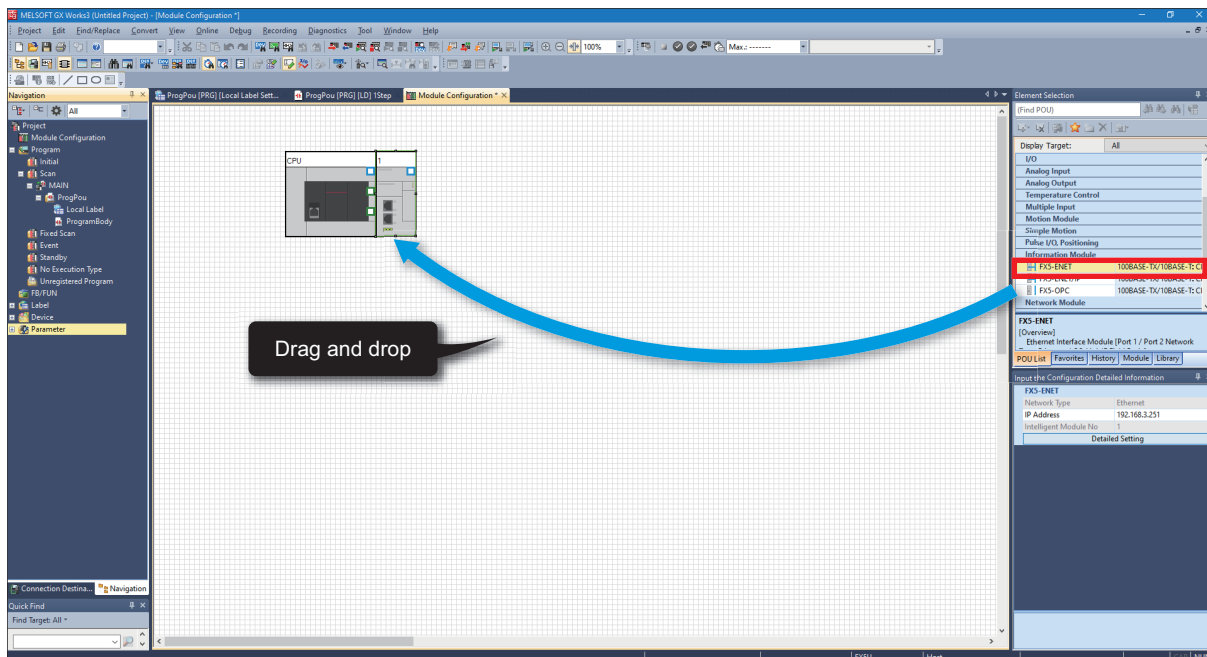 MELSOFT GX Works3 (Untitled Project) - [Module Configuration *]
Project Edit Find/Replace Convert View Online Debug Recording Diagnostics Tool Window Help
100% Max.: -------
Navigation
All
Project
Module Configuration
Program
Initial
Scan
MAIN
ProgPou
Local Label
ProgramBody
Fixed Scan
Event
Standby
No Execution Type
Unregistered Program
FB/FUN
Label
Device
Parameter
Connection Destina... Navigation
Quick Find
Find Target: All
ProgPou [PRG] [Local Label Sett... ProgPou [PRG] [LD] 1Step Module Configuration *
CPU 1
Drag and drop
Element Selection
(Find POU)
Display Target: All
I/O
Analog Input
Analog Output
Temperature Control
Multiple Input
Motion Module
Simple Motion
Pulse I/O, Positioning
Information Module
FX5-ENET 100BASE-TX/10BASE-T: Cl
FX5-OPC 100BASE-TX/10BASE-T: Cl
Network Module
FX5-ENET
[Overview]
Ethernet Interface Module [Port 1 / Port 2 Network
POU List Favorites History Module Library
Input the Configuration Detailed Information
FX5-ENET
Network Type Ethernet
IP Address 192.168.3.251
Intelligent Module No 1
Detailed Setting
Host